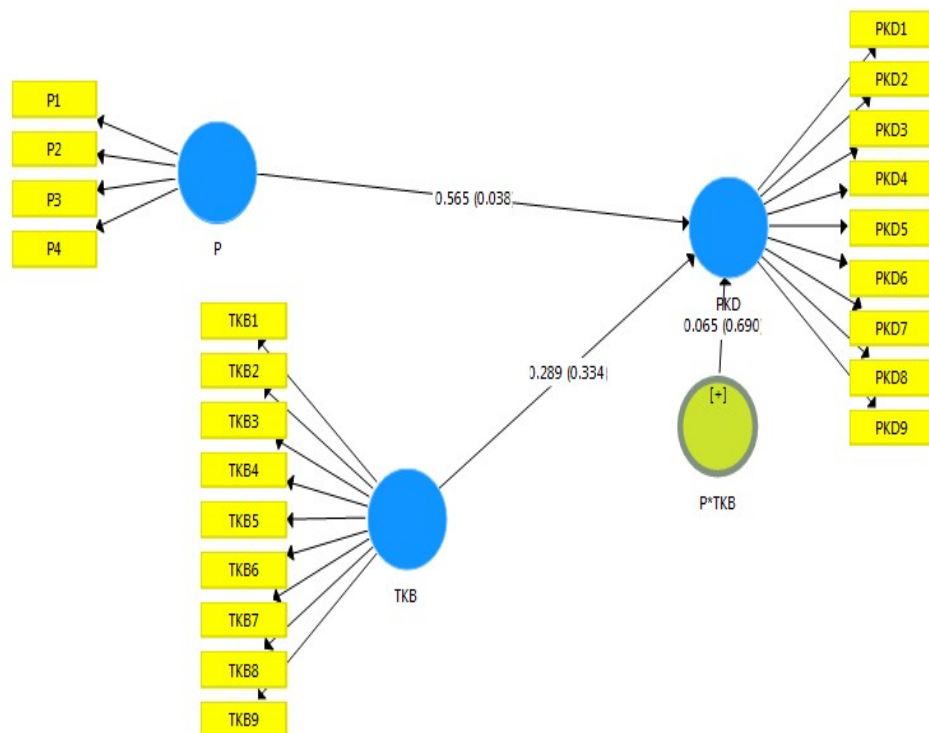 P1
P2
P3
P4
P
0.565 (0.038)
PKD1
PKD2
PKD3
PKD4
PKD5
PKD6
PKD7
PKD8
PKD9
PKD
0.065 (0.690)
[+]
P*TKB
0.289 (0.334)
TKB1
TKB2
TKB3
TKB4
TKB5
TKB6
TKB7
TKB8
TKB9
TKB